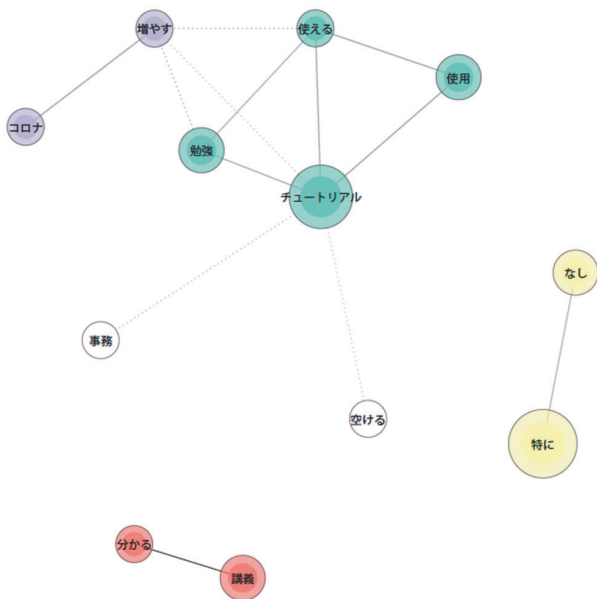 増やす
使える
使用
コロナ
勉強
チュートリアル
なし
事務
空ける
特に
分かる
講義